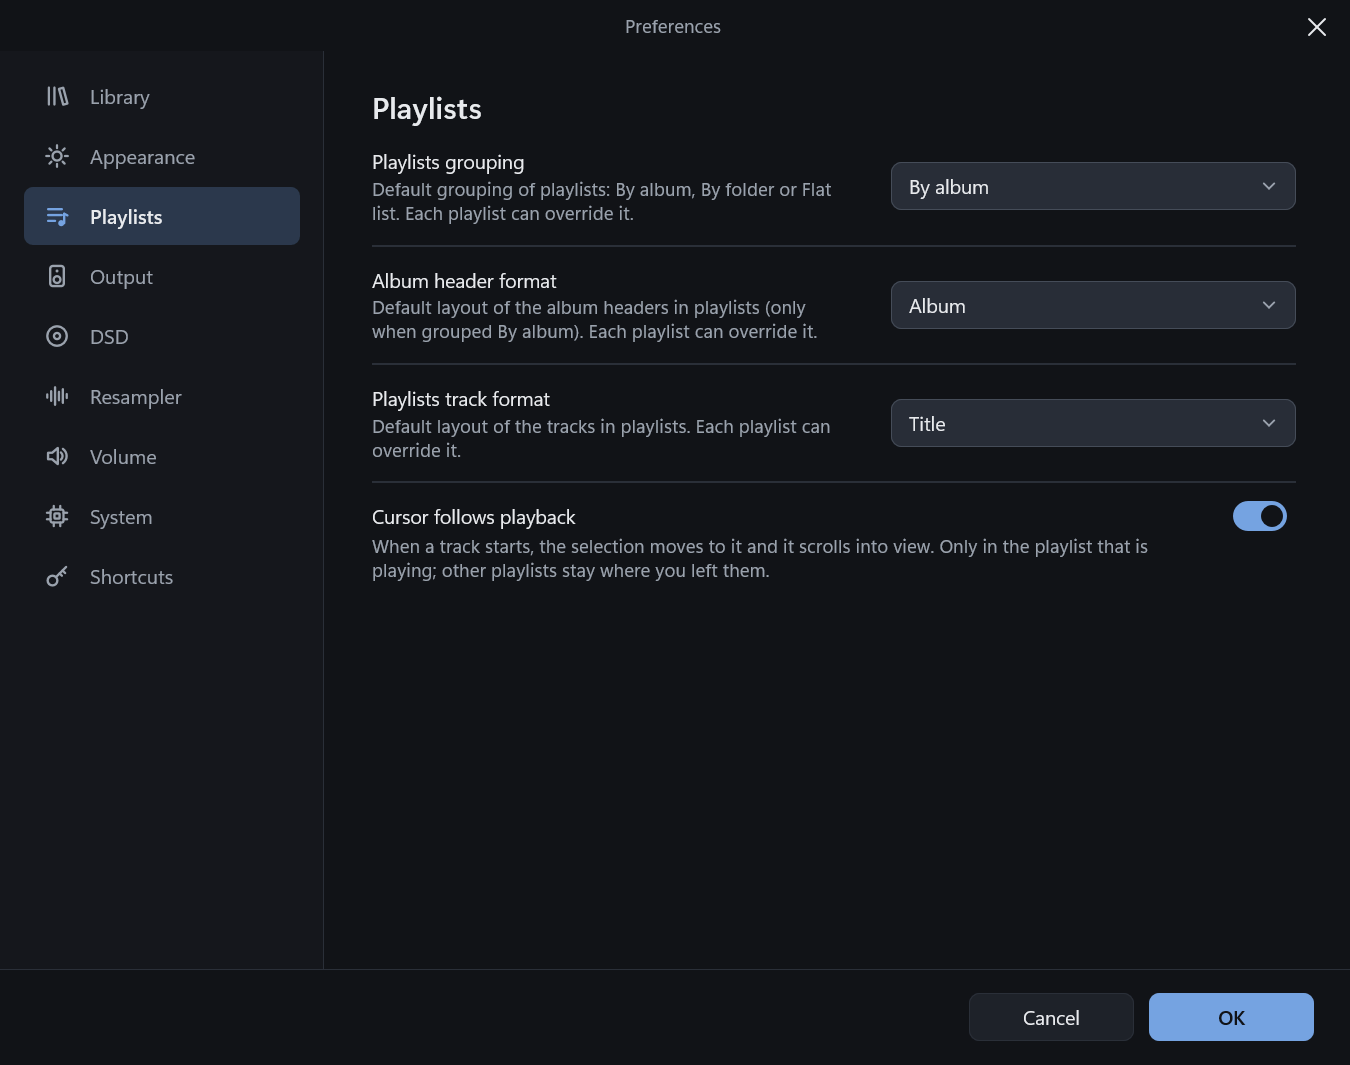 Preferences
Library
Appearance
Playlists
Output
DSD
Resampler
Volume
System
Shortcuts
Playlists
Playlists grouping
Default grouping of playlists: By album, By folder or Flat
list. Each playlist can override it.
By album
Album header format
Default layout of the album headers in playlists (only
when grouped By album). Each playlist can override it.
Album
Playlists track format
Default layout of the tracks in playlists. Each playlist can
override it.
Title
Cursor follows playback
When a track starts, the selection moves to it and it scrolls into view. Only in the playlist that is
playing; other playlists stay where you left them.
Cancel
OK